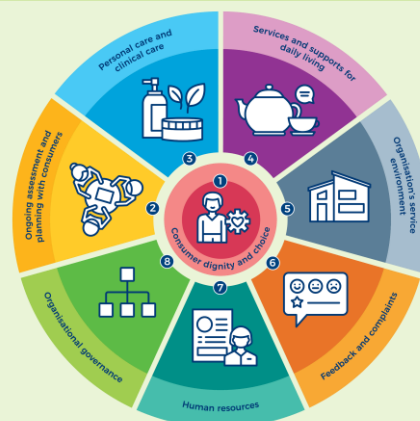 1
Consumer dignity and choice
2
Ongoing assessment and
planning with consumers
3
Personal care and
clinical care
4
Services and supports for
daily living
5
Organisation's service
environment
6
Feedback and complaints
7
Human resources
8
Organisational governance